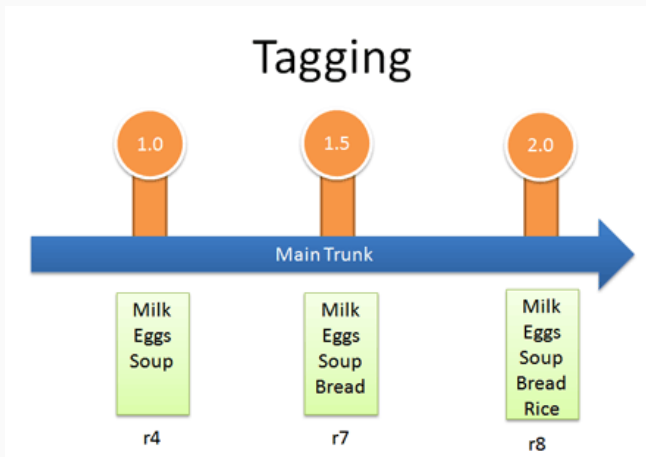 Tagging
1.0
1.5
2.0
Main Trunk
Milk
Eggs
Soup
Milk
Eggs
Soup
Bread
Milk
Eggs
Soup
Bread
Rice
r4
r7
r8